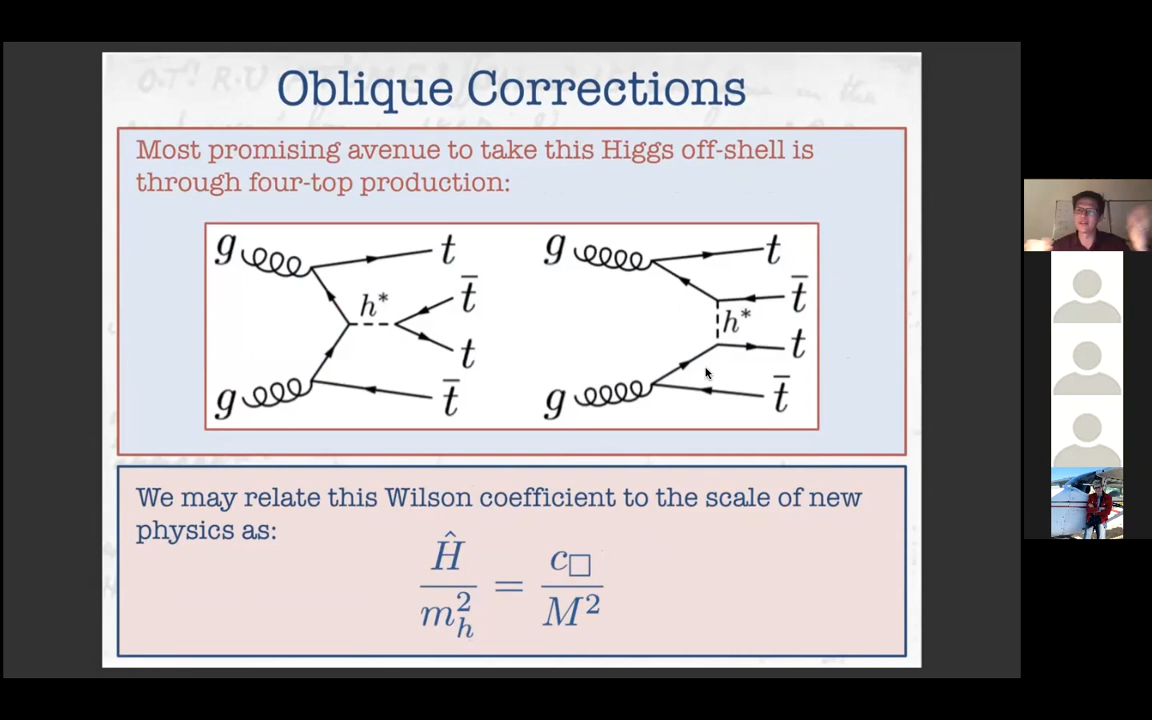 Oblique Corrections
Most promising avenue to take this Higgs off-shell is
through four-top production:
g t
t̄
h*
t
g t̄
g t
t̄
h*
t
g t̄
We may relate this Wilson coefficient to the scale of new
physics as:
Ĥ/m_h^2 = c_□/M^2